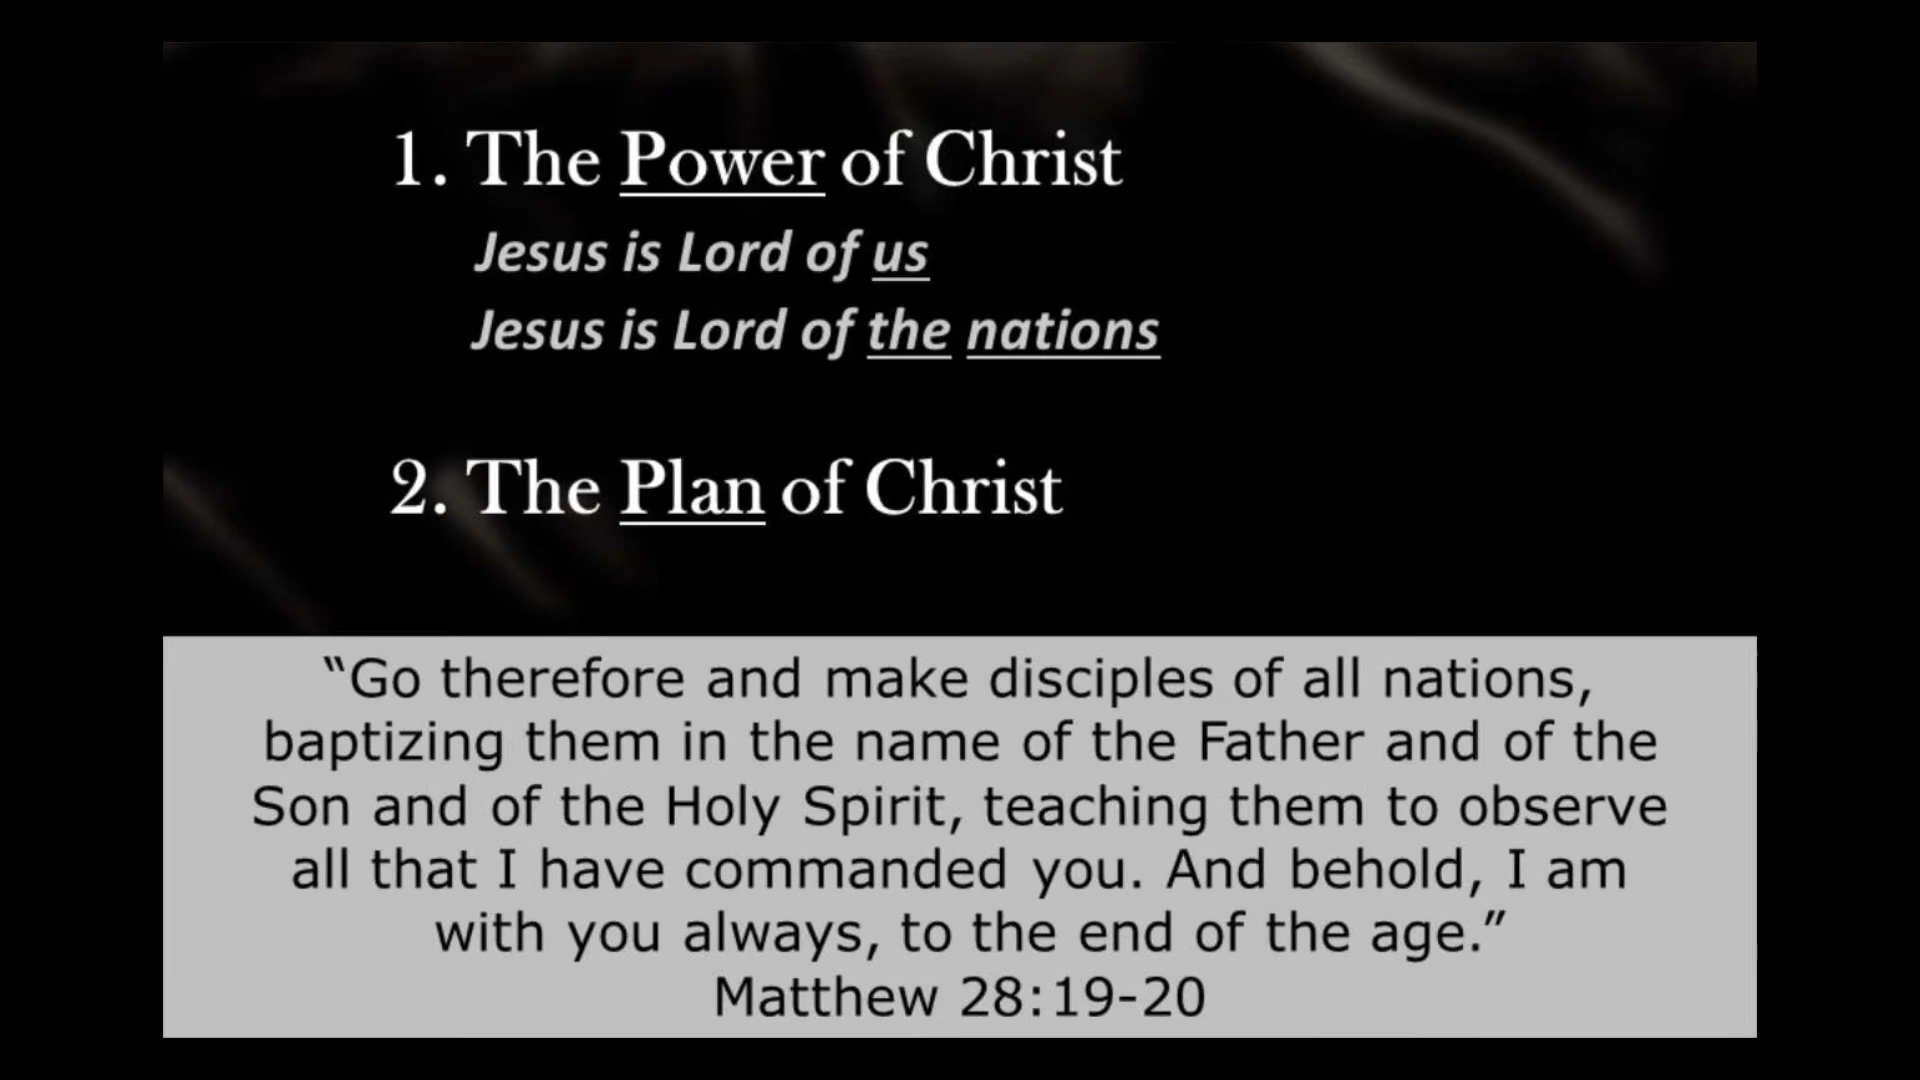 1. The Power of Christ
Jesus is Lord of us
Jesus is Lord of the nations
2. The Plan of Christ
“Go therefore and make disciples of all nations,
baptizing them in the name of the Father and of the
Son and of the Holy Spirit, teaching them to observe
all that I have commanded you. And behold, I am
with you always, to the end of the age.”
Matthew 28:19-20